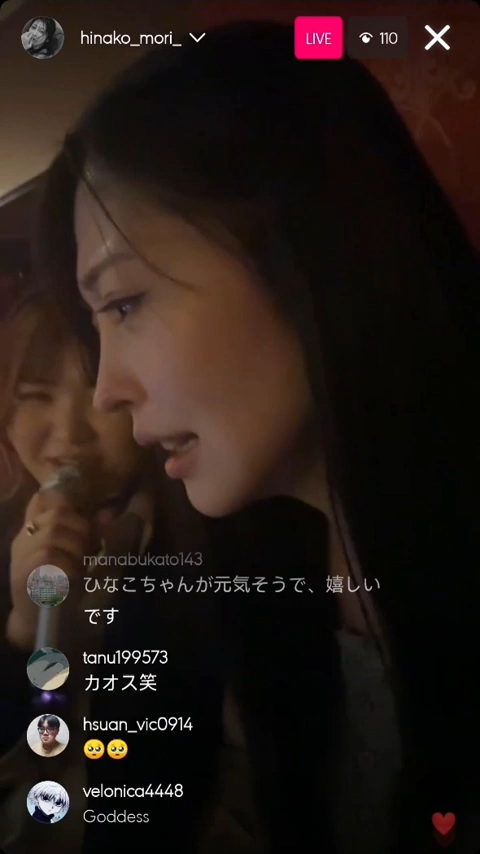 hinako_mori_
LIVE
110
manabukato143
ひなこちゃんが元気そうで、嬉しい
です
tanu199573
カオス笑
hsuan_vic0914
🥺🥺
velonica4448
Goddess